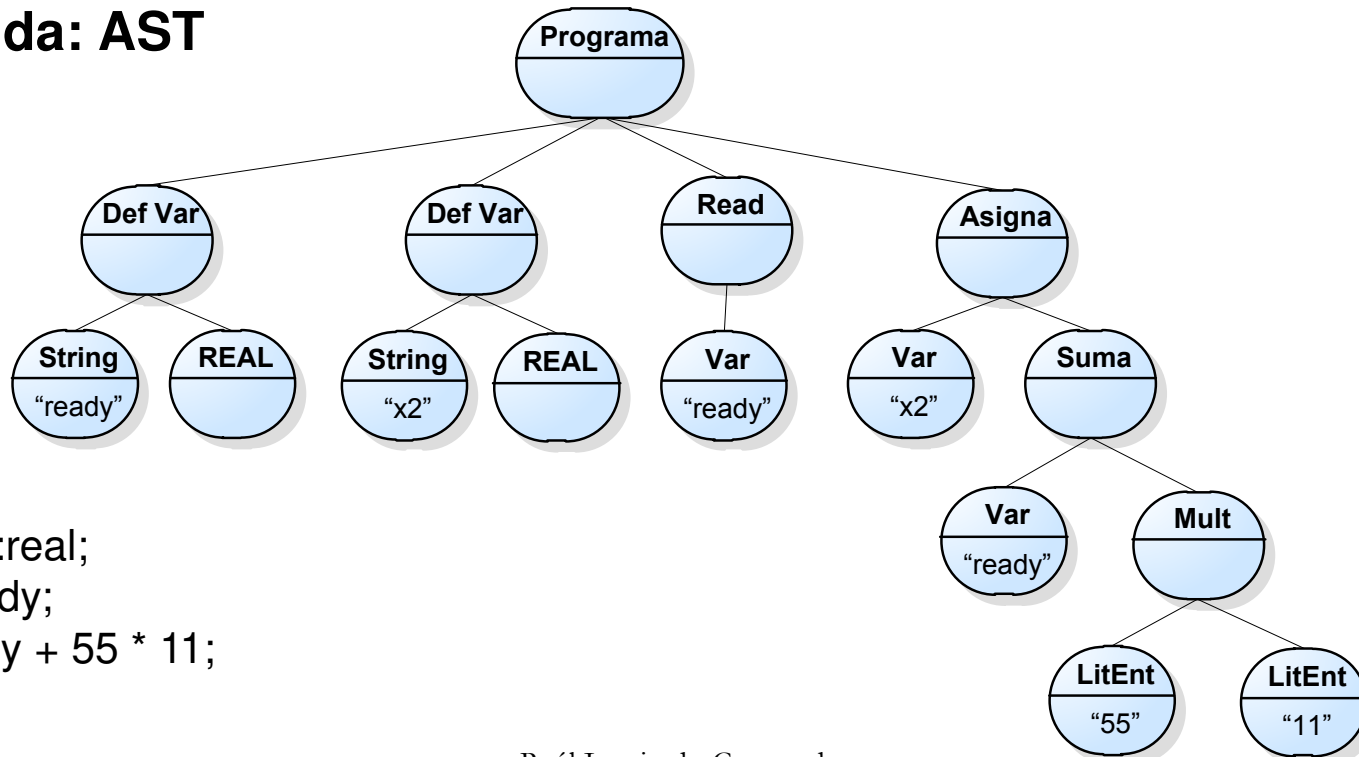 da: AST
Programa
Def Var
Def Var
Read
Asigna
String
"ready"
REAL
String
"x2"
REAL
Var
"ready"
Var
"x2"
Suma
Var
"ready"
Mult
LitEnt
"55"
LitEnt
"11"
:real;
dy;
y + 55 * 11;